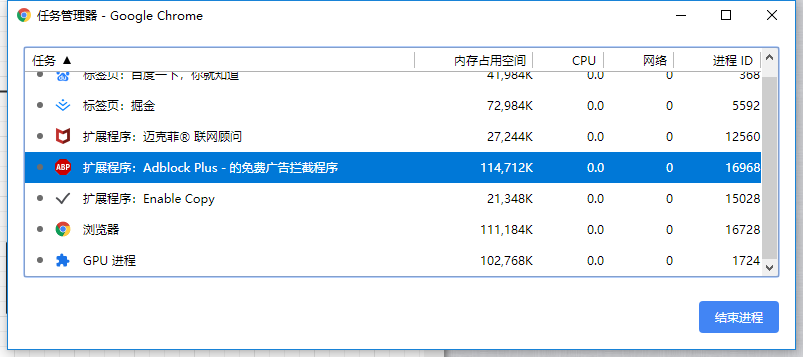 任务管理器 - Google Chrome
任务 ▲ 内存占用空间 CPU 网络 进程 ID
标签页：百度一下，你就知道 41,984K 0.0 0 368
标签页：掘金 72,984K 0.0 0 5592
扩展程序：迈克菲® 联网顾问 27,244K 0.0 0 12560
ABP 扩展程序：Adblock Plus - 的免费广告拦截程序 114,712K 0.0 0 16968
扩展程序：Enable Copy 21,348K 0.0 0 15028
浏览器 111,184K 0.0 0 16728
GPU 进程 102,768K 0.0 0 1724
结束进程